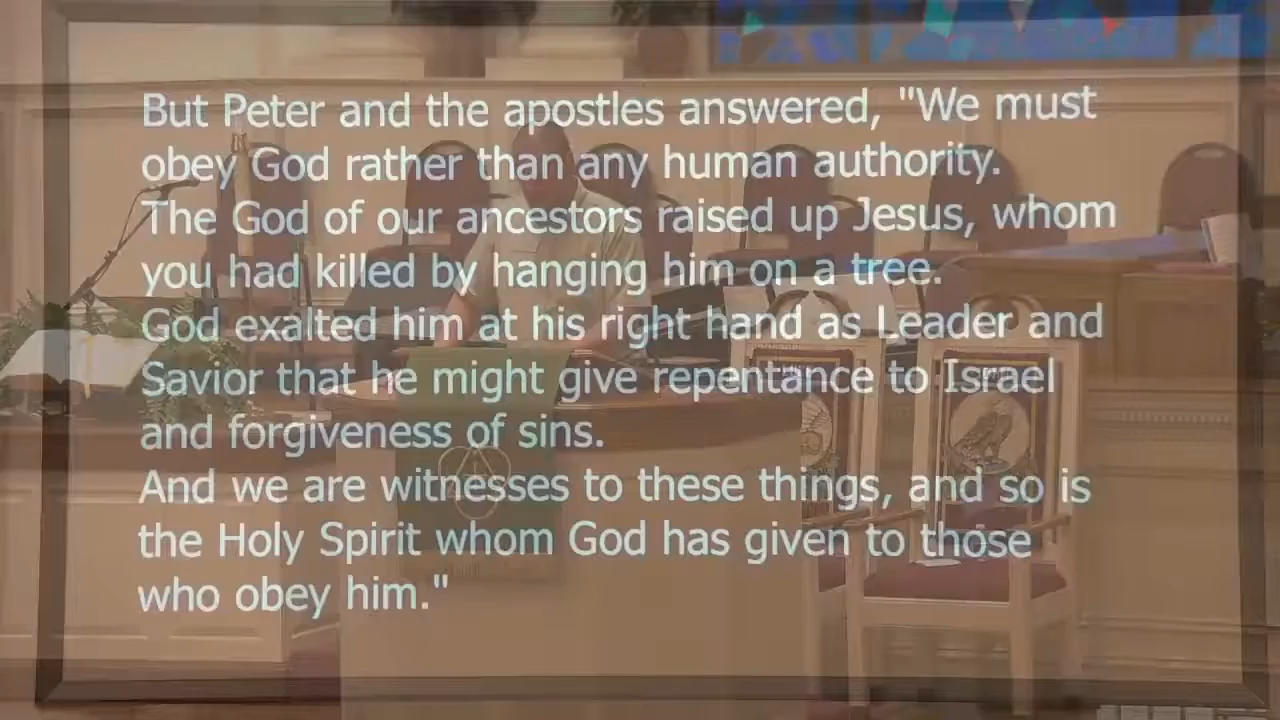 But Peter and the apostles answered, "We must
obey God rather than any human authority.
The God of our ancestors raised up Jesus, whom
you had killed by hanging him on a tree.
God exalted him at his right hand as Leader and
Savior that he might give repentance to Israel
and forgiveness of sins.
And we are witnesses to these things, and so is
the Holy Spirit whom God has given to those
who obey him."